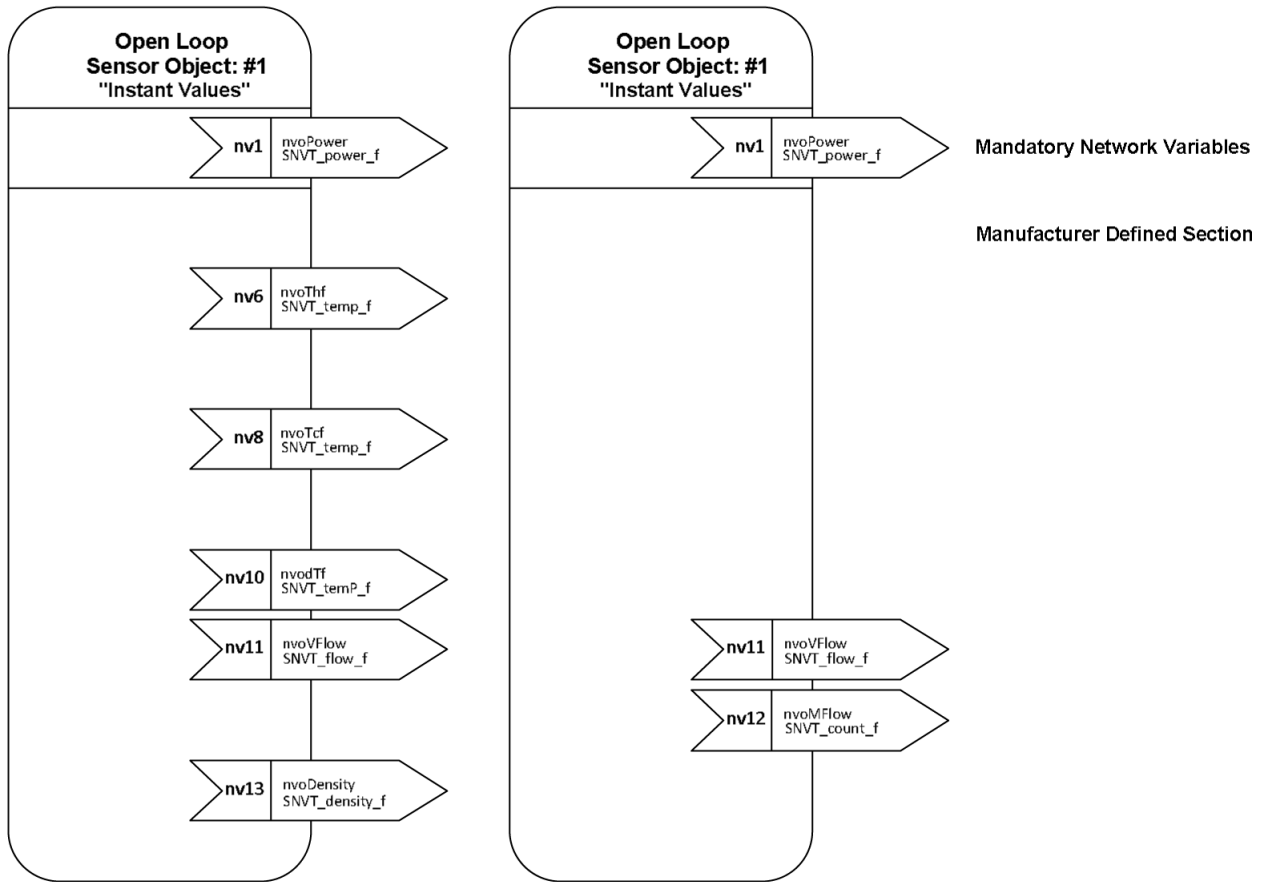 Open Loop
Sensor Object: #1
"Instant Values"
nv1
nvoPower
SNVT_power_f
nv6
nvoThf
SNVT_temp_f
nv8
nvoTcf
SNVT_temp_f
nv10
nvodTf
SNVT_temP_f
nv11
nvoVFlow
SNVT_flow_f
nv13
nvoDensity
SNVT_density_f
Open Loop
Sensor Object: #1
"Instant Values"
nv1
nvoPower
SNVT_power_f
nv11
nvoVFlow
SNVT_flow_f
nv12
nvoMFlow
SNVT_count_f
Mandatory Network Variables
Manufacturer Defined Section